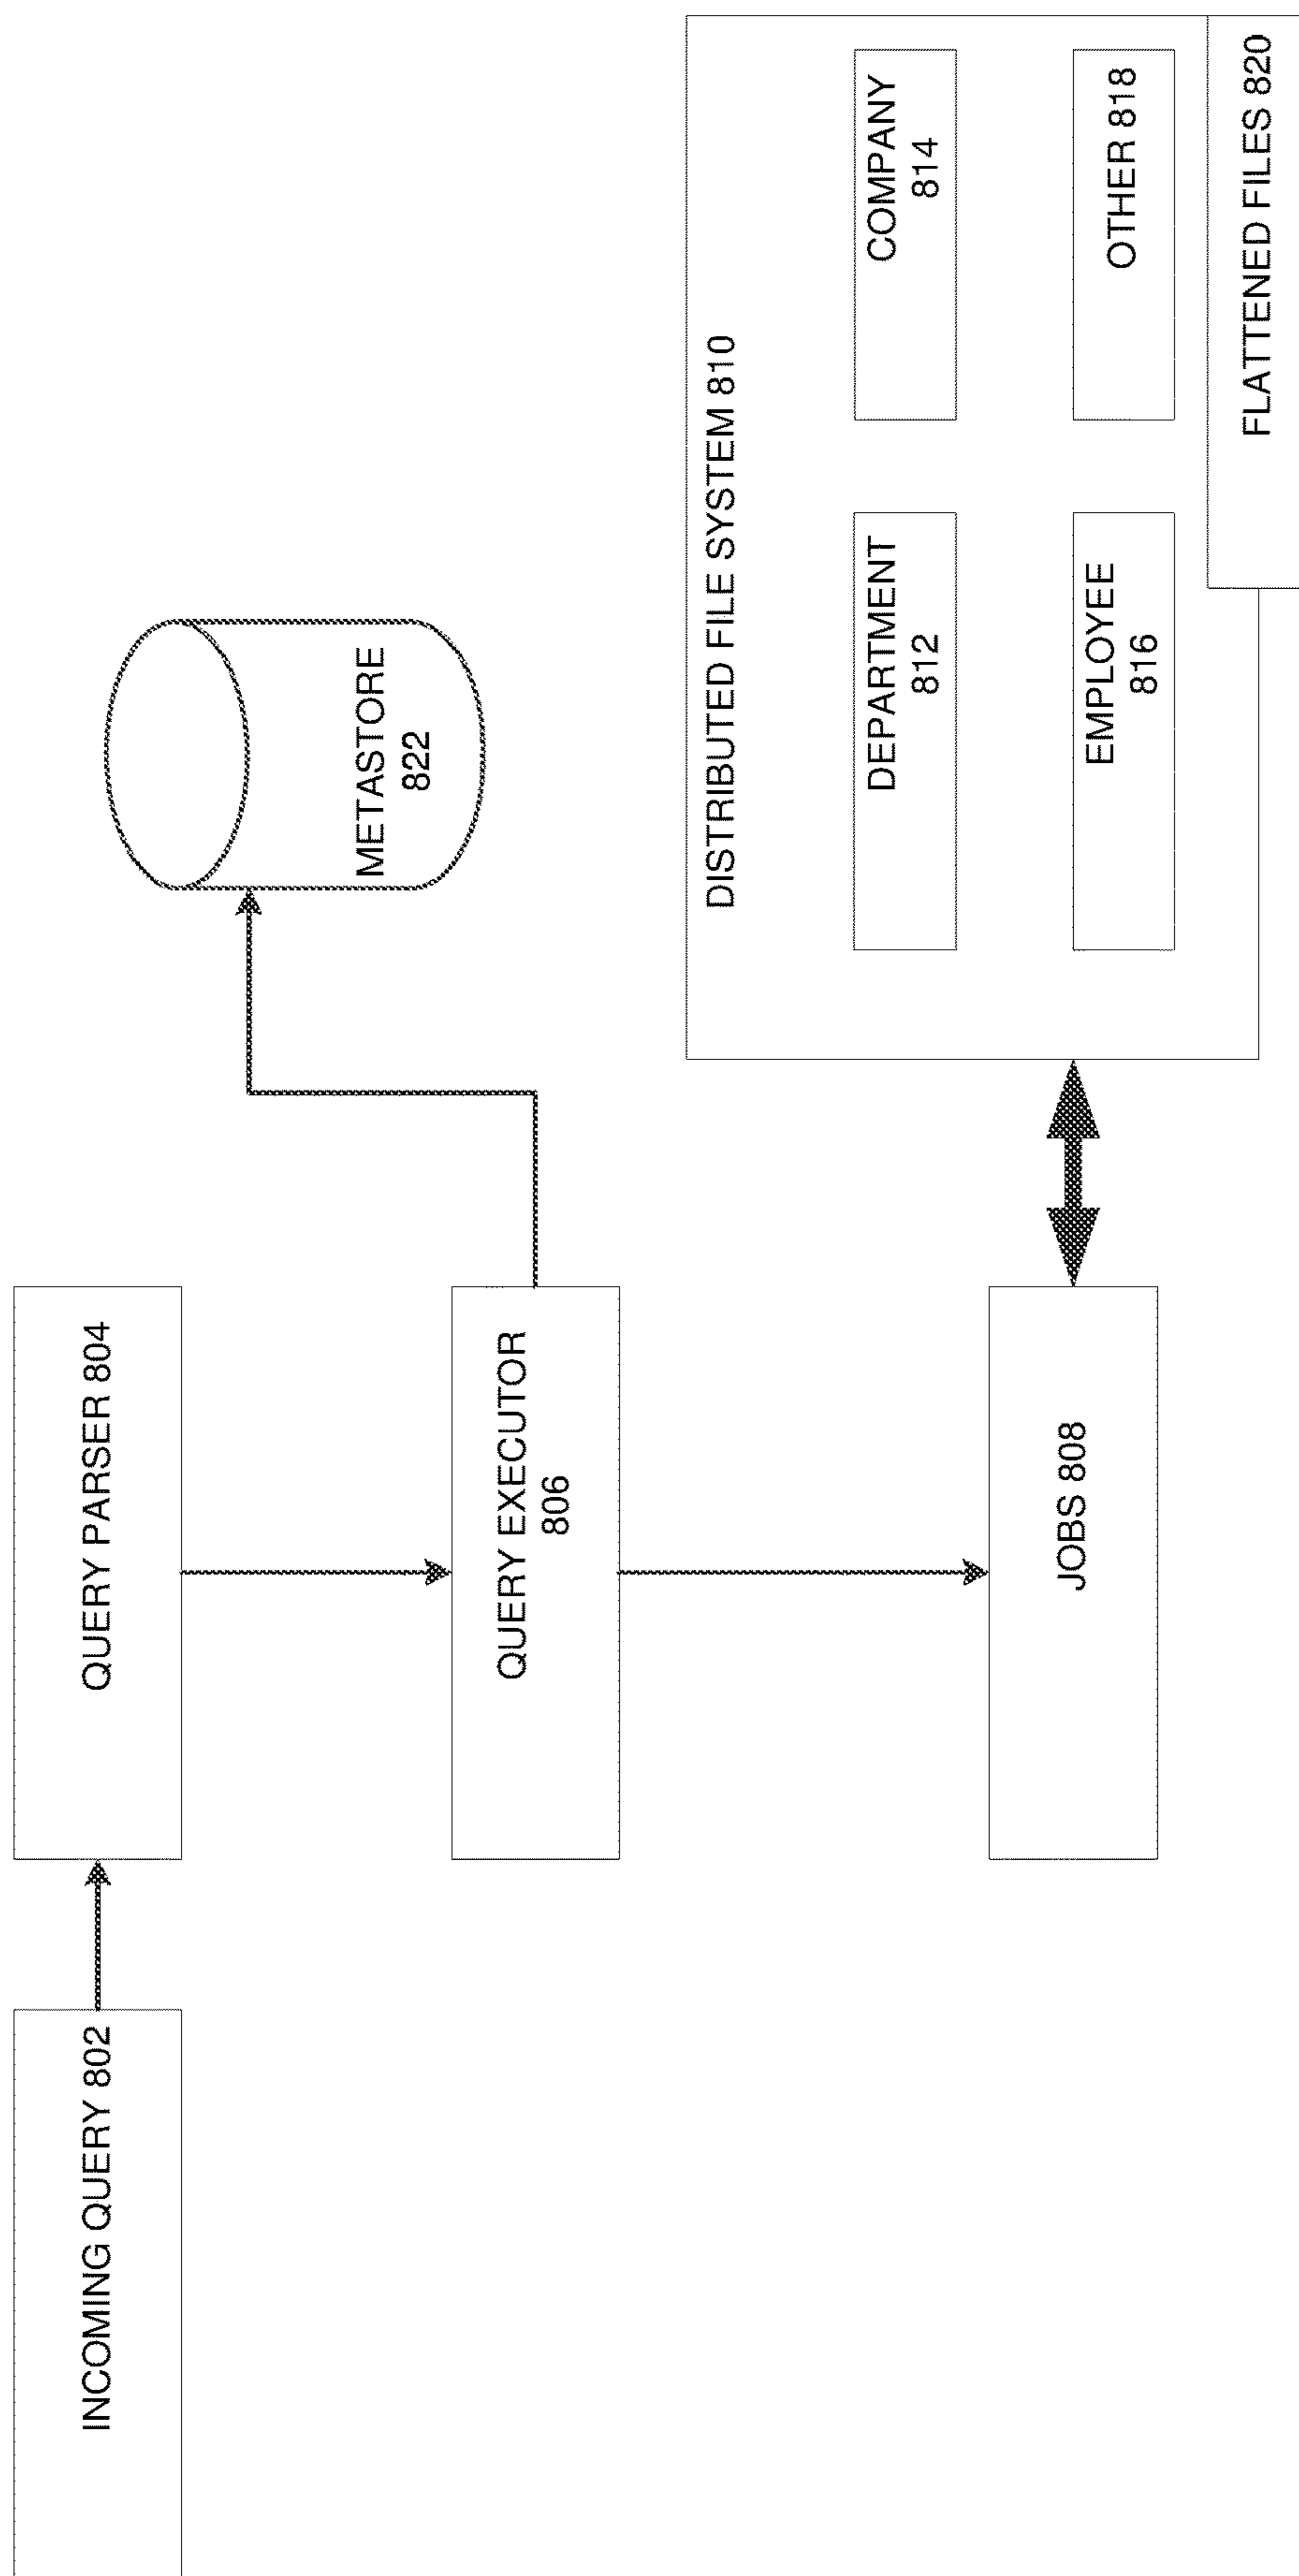 INCOMING QUERY 802
QUERY PARSER 804
QUERY EXECUTOR
806
METASTORE
822
JOBS 808
DISTRIBUTED FILE SYSTEM 810
DEPARTMENT
812
COMPANY
814
EMPLOYEE
816
OTHER 818
FLATTENED FILES 820